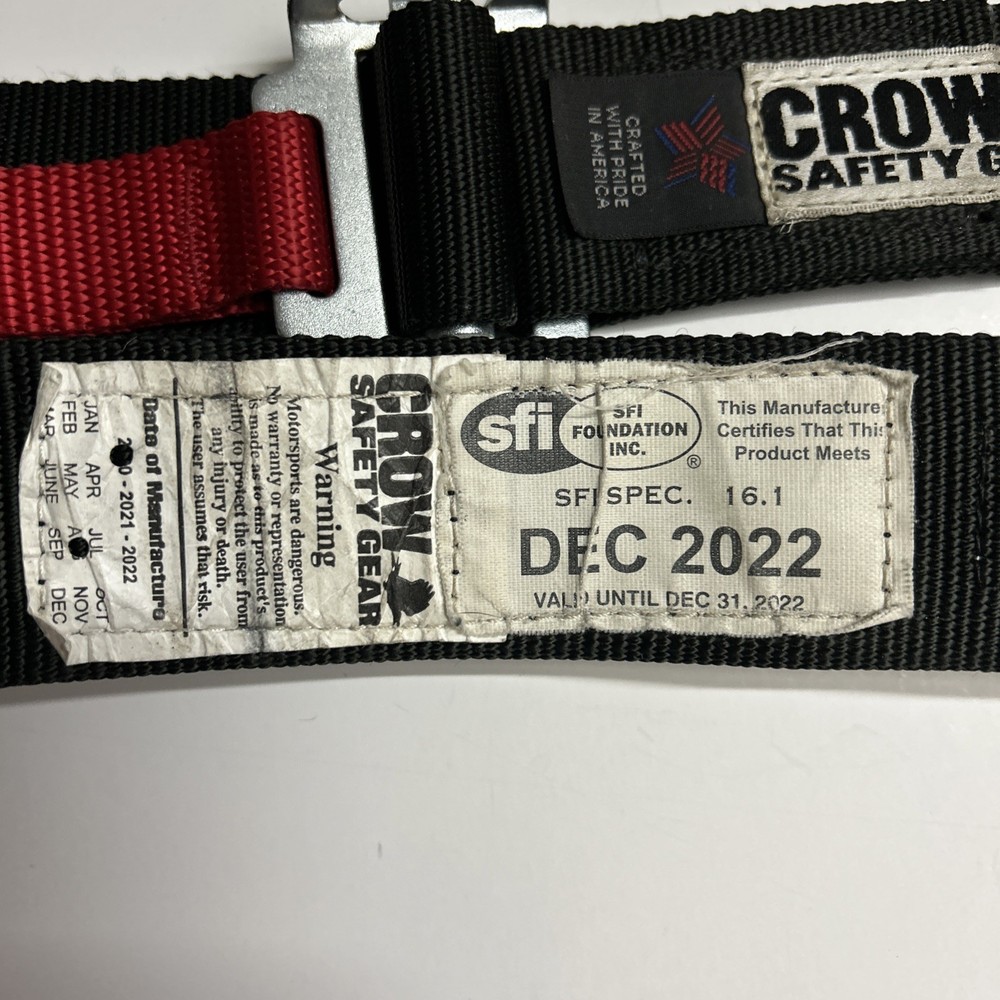 CRAFTED
WITH PRIDE
IN AMERICA
CROW
SAFETY G
CROW
SAFETY GEAR
Warning
Motorsports are dangerous.
No warranty or representation
is made as to this product's
ability to protect the user from
any injury or death.
The user assumes that risk.
Date of Manufacture
2020 - 2021 - 2022
JAN APR JUL OCT
FEB MAY AUG NOV
MAR JUNE SEP DEC
sfi
SFI
FOUNDATION
INC.
®
This Manufacturer
Certifies That This
Product Meets
SFI SPEC. 16.1
DEC 2022
VALID UNTIL DEC 31, 2022